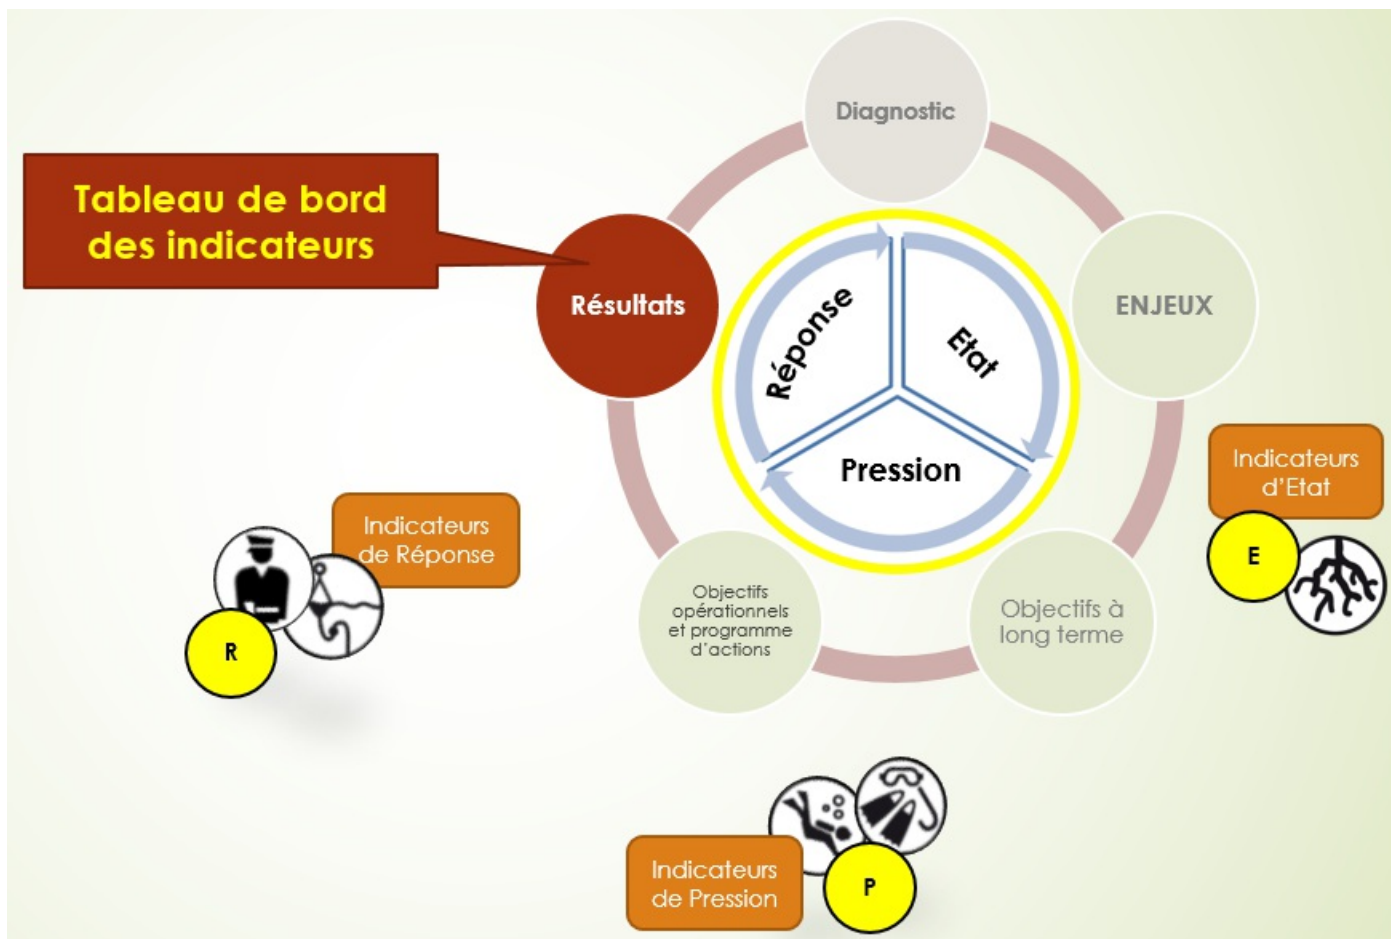 Diagnostic
Tableau de bord
des indicateurs
Résultats
ENJEUX
Réponse
Etat
Pression
Indicateurs
d'Etat
E
Indicateurs
de Réponse
R
Objectifs
opérationnels
et programme
d'actions
Objectifs à
long terme
Indicateurs
de Pression
P